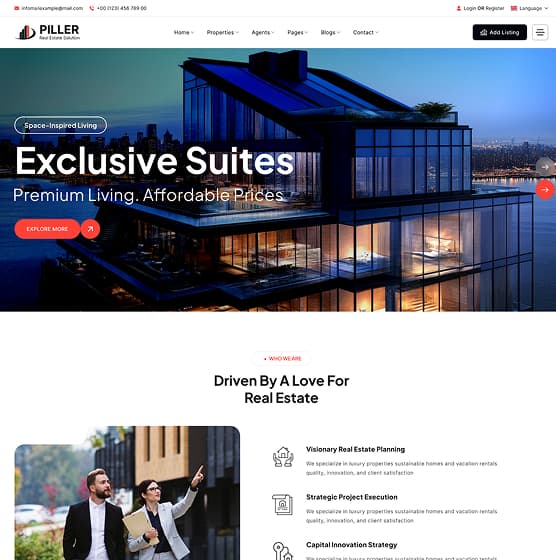 infomailexample@mail.com
+00 (123) 456 789 00
Login OR Register
Language
PILLER
Real Estate Solution
Home
Properties
Agents
Pages
Blogs
Contact
Add Listing
Space-Inspired Living
Exclusive Suites
Premium Living. Affordable Prices
EXPLORE MORE
WHO WE ARE
Driven By A Love For
Real Estate
Visionary Real Estate Planning
We specialize in luxury properties sustainable homes and vacation rentals
quality, innovation, and client satisfaction
Strategic Project Execution
We specialize in luxury properties sustainable homes and vacation rentals
quality, innovation, and client satisfaction
Capital Innovation Strategy
We specialize in luxury properties sustainable homes and vacation rentals